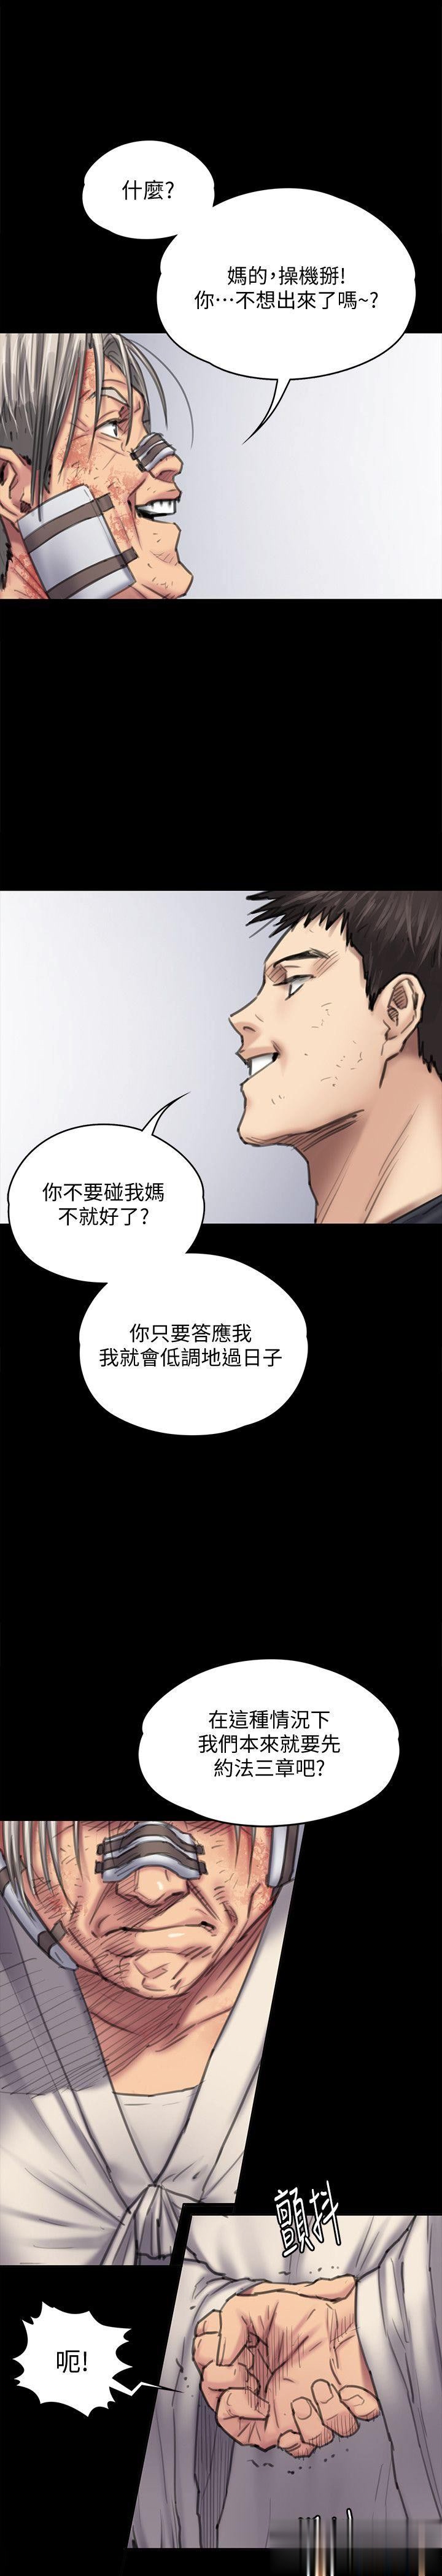 什麼?
媽的,操機掰!
你…不想出來了嗎~?
你不要碰我媽
不就好了?
你只要答應我
我就會低調地過日子
在這種情況下
我們本來就要先
約法三章吧?
顫抖
呃!